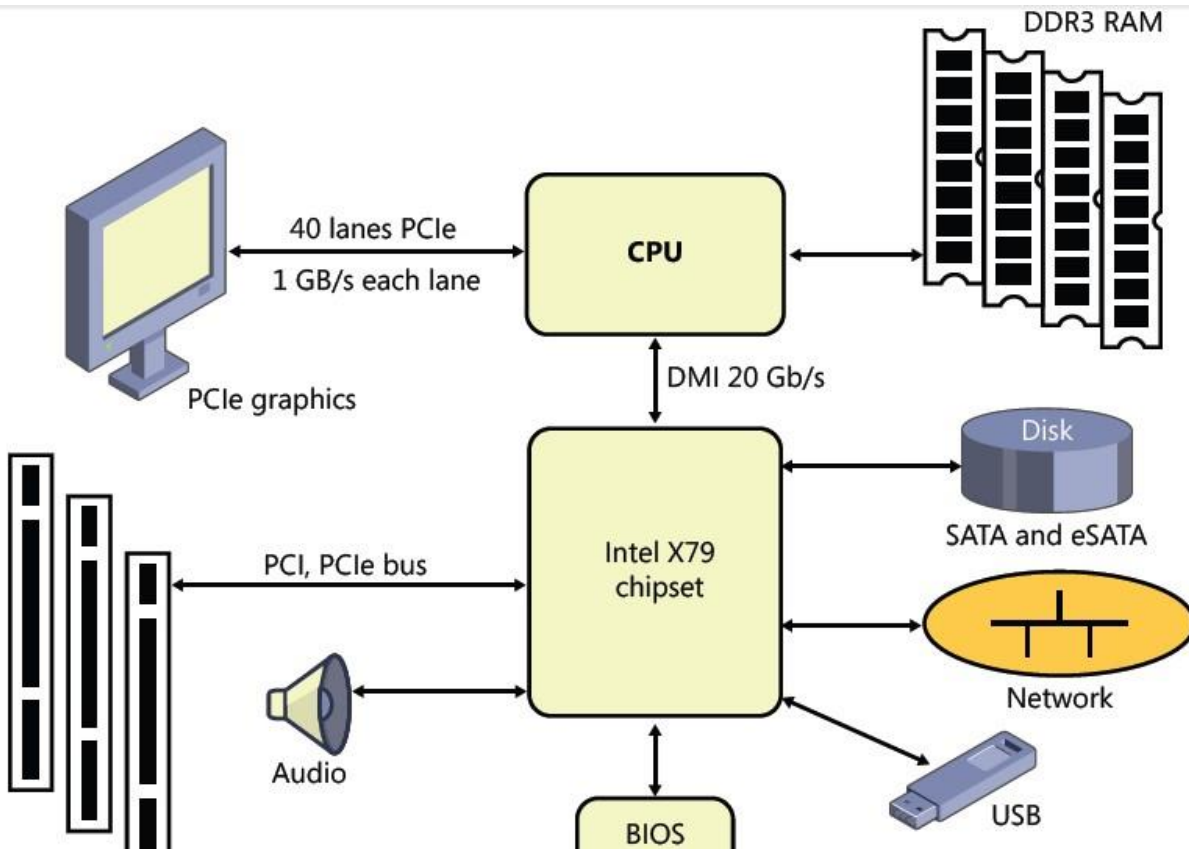 DDR3 RAM
40 lanes PCIe
1 GB/s each lane
CPU
PCIe graphics
DMI 20 Gb/s
Disk
SATA and eSATA
Intel X79
chipset
PCI, PCIe bus
Network
Audio
USB
BIOS